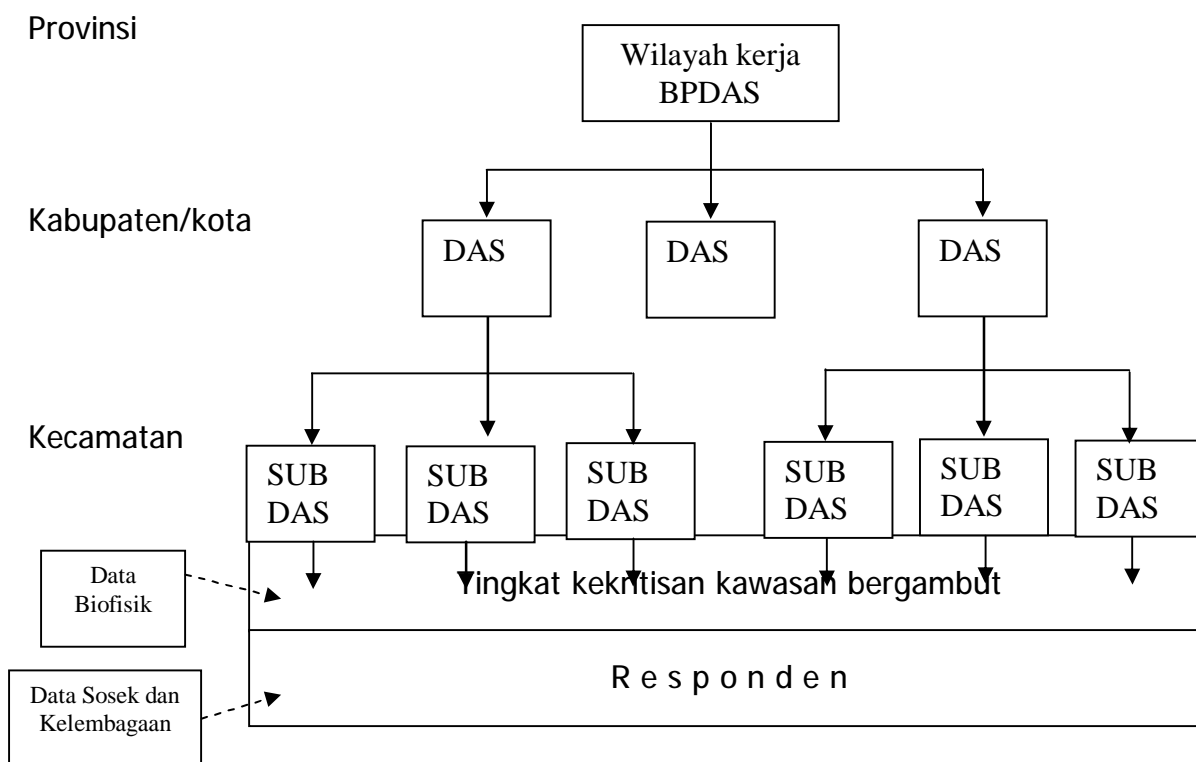 Provinsi
Wilayah kerja
BPDAS
Kabupaten/kota
DAS
DAS
DAS
Kecamatan
SUB
DAS
SUB
DAS
SUB
DAS
SUB
DAS
SUB
DAS
SUB
DAS
Data
Biofisik
Tingkat kekritisan kawasan bergambut
Data Sosek dan
Kelembagaan
Responden